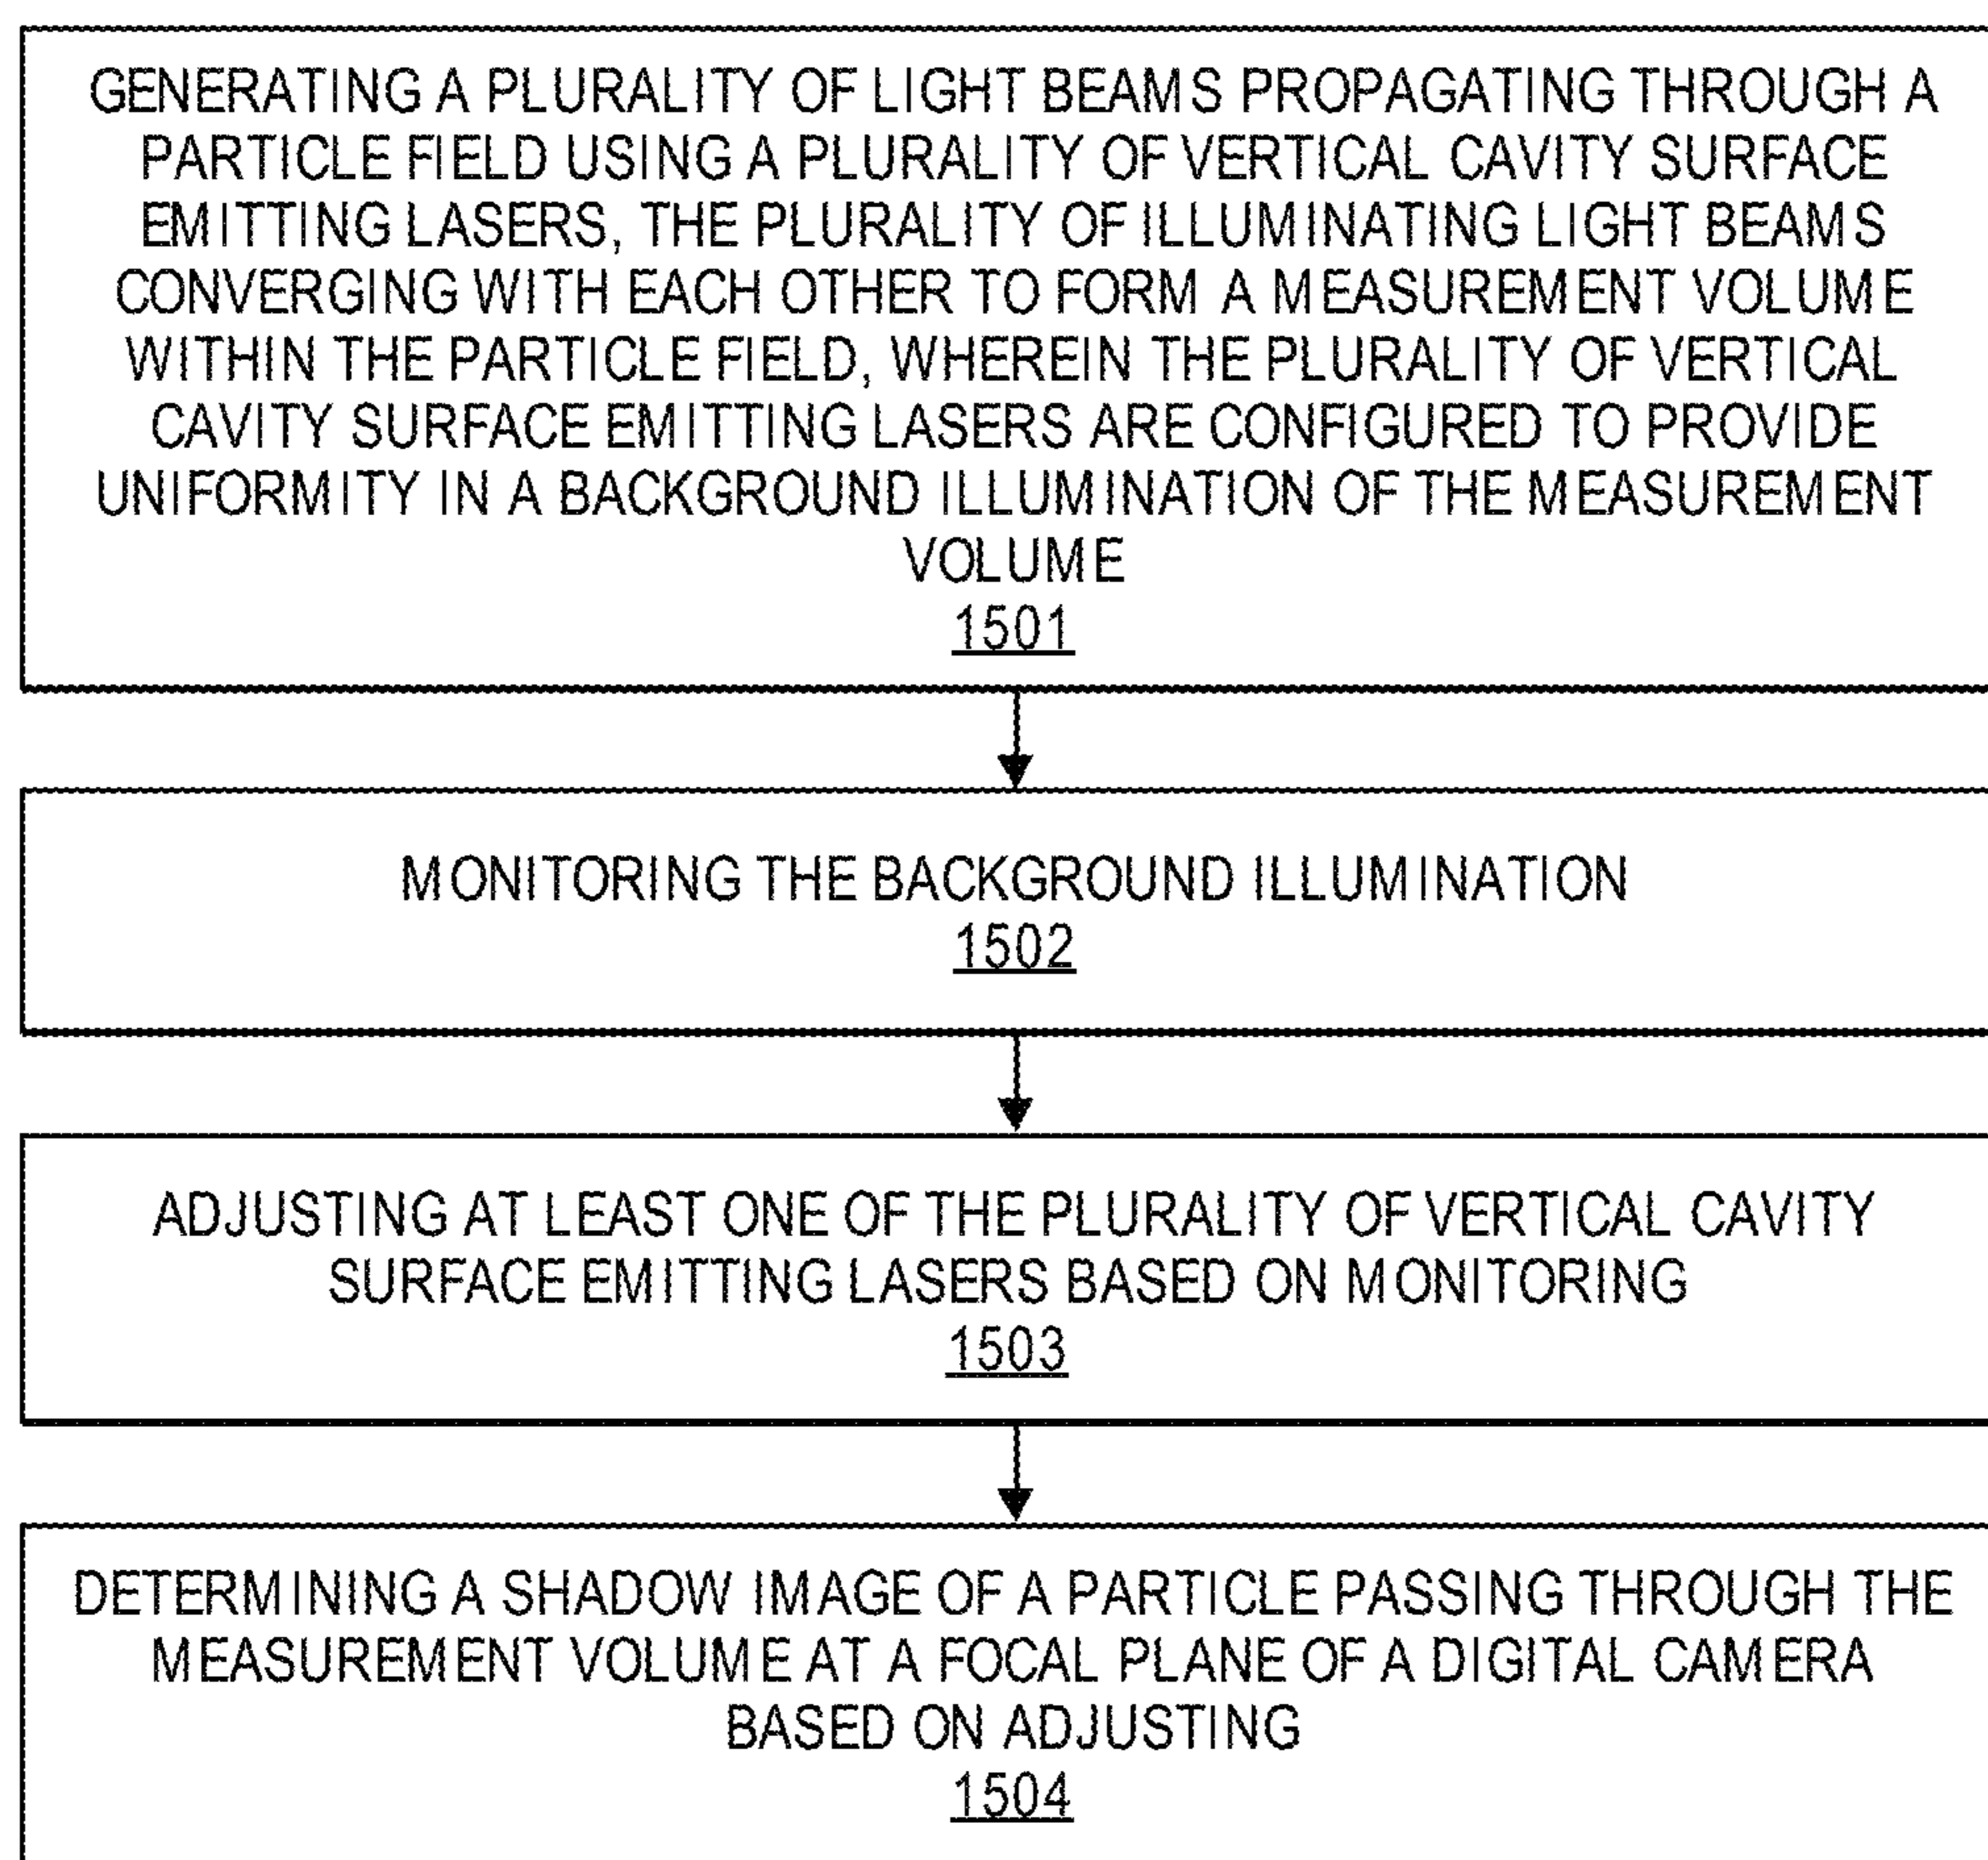 GENERATING A PLURALITY OF LIGHT BEAMS PROPAGATING THROUGH A
PARTICLE FIELD USING A PLURALITY OF VERTICAL CAVITY SURFACE
EMITTING LASERS, THE PLURALITY OF ILLUMINATING LIGHT BEAMS
CONVERGING WITH EACH OTHER TO FORM A MEASUREMENT VOLUME
WITHIN THE PARTICLE FIELD, WHEREIN THE PLURALITY OF VERTICAL
CAVITY SURFACE EMITTING LASERS ARE CONFIGURED TO PROVIDE
UNIFORMITY IN A BACKGROUND ILLUMINATION OF THE MEASUREMENT
VOLUME
1501
MONITORING THE BACKGROUND ILLUMINATION
1502
ADJUSTING AT LEAST ONE OF THE PLURALITY OF VERTICAL CAVITY
SURFACE EMITTING LASERS BASED ON MONITORING
1503
DETERMINING A SHADOW IMAGE OF A PARTICLE PASSING THROUGH THE
MEASUREMENT VOLUME AT A FOCAL PLANE OF A DIGITAL CAMERA
BASED ON ADJUSTING
1504